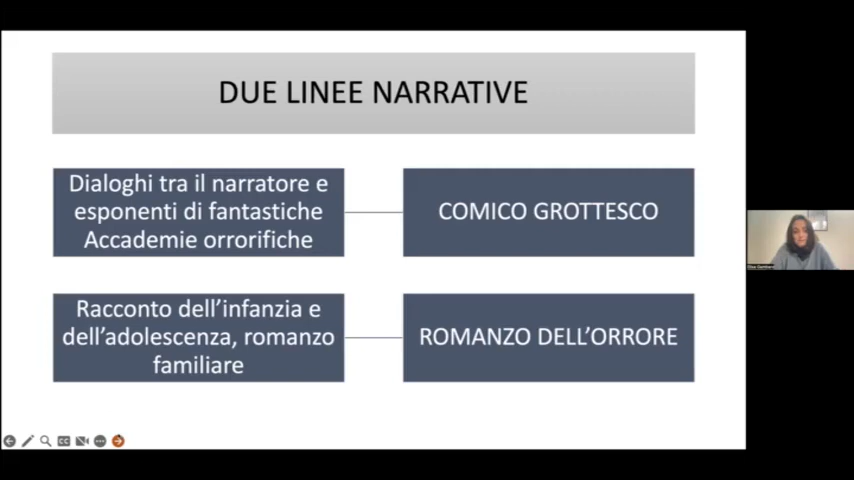 DUE LINEE NARRATIVE
Dialoghi tra il narratore e
esponenti di fantastiche
Accademie orrorifiche
COMICO GROTTESCO
Racconto dell'infanzia e
dell'adolescenza, romanzo
familiare
ROMANZO DELL'ORRORE
CC